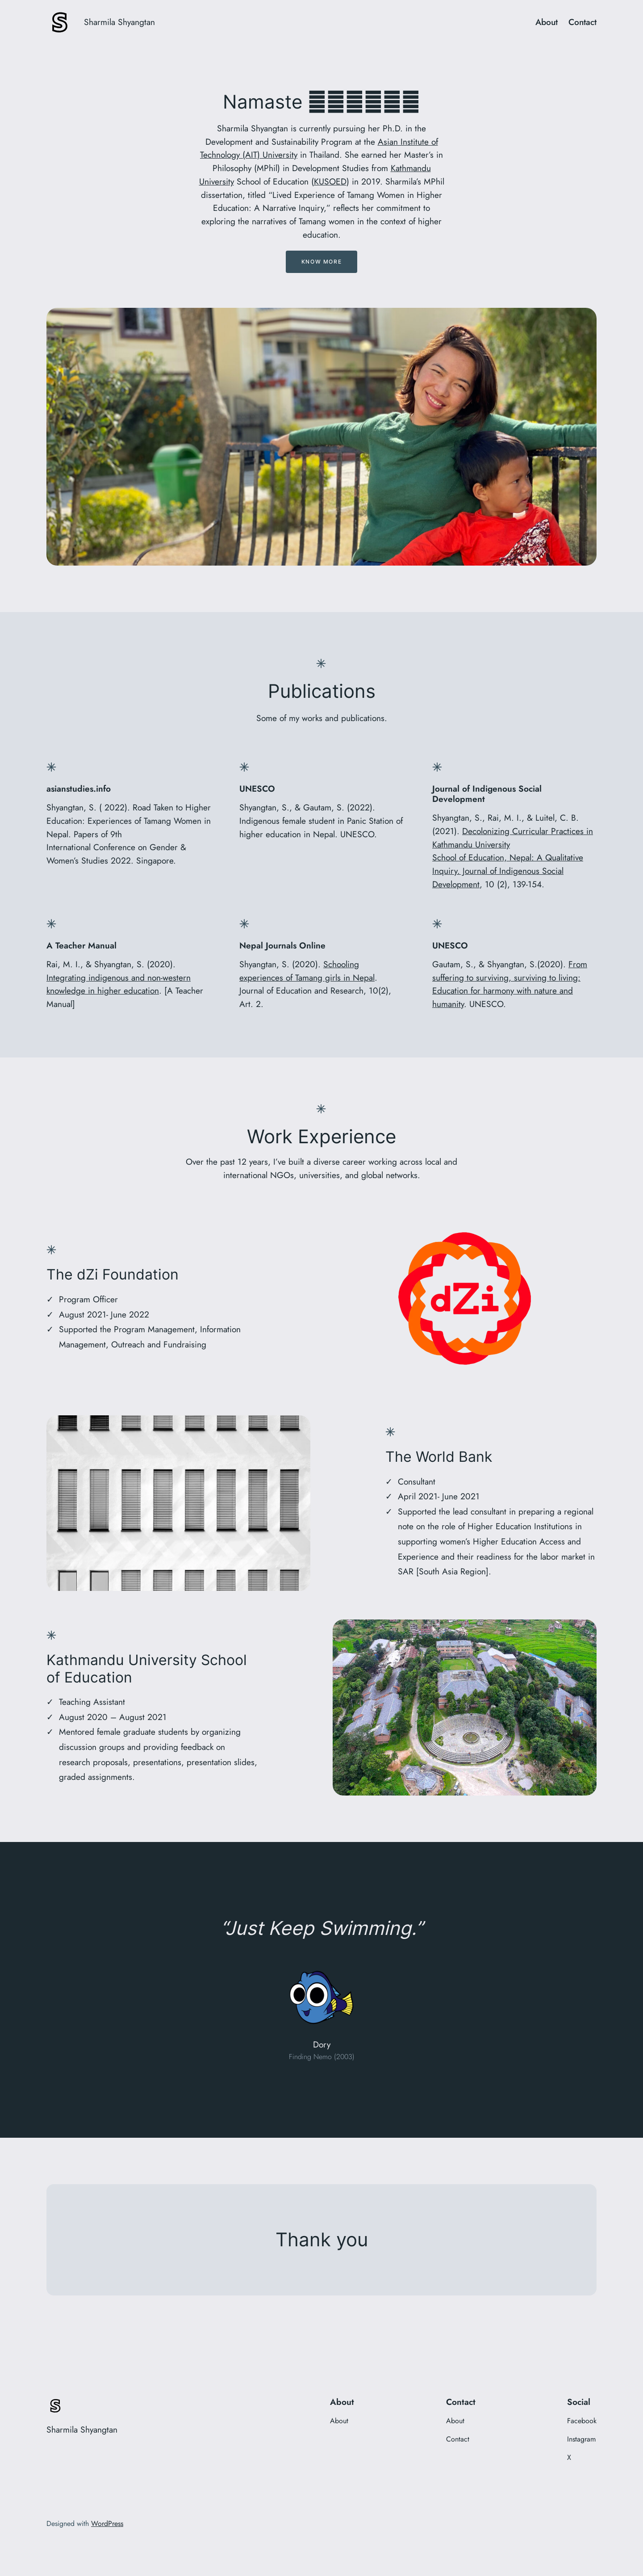 Sharmila Shyangtan
About Contact
Namaste
Sharmila Shyangtan is currently pursuing her Ph.D. in the
Development and Sustainability Program at the Asian Institute of
Technology (AIT) University in Thailand. She earned her Master’s in
Philosophy (MPhil) in Development Studies from Kathmandu
University School of Education (KUSOED) in 2019. Sharmila’s MPhil
dissertation, titled “Lived Experience of Tamang Women in Higher
Education: A Narrative Inquiry,” reflects her commitment to
exploring the narratives of Tamang women in the context of higher
education.
KNOW MORE
Publications
Some of my works and publications.
asianstudies.info
Shyangtan, S. ( 2022). Road Taken to Higher
Education: Experiences of Tamang Women in
Nepal. Papers of 9th
International Conference on Gender &
Women’s Studies 2022. Singapore.
UNESCO
Shyangtan, S., & Gautam, S. (2022).
Indigenous female student in Panic Station of
higher education in Nepal. UNESCO.
Journal of Indigenous Social
Development
Shyangtan, S., Rai, M. I., & Luitel, C. B.
(2021). Decolonizing Curricular Practices in
Kathmandu University
School of Education, Nepal: A Qualitative
Inquiry. Journal of Indigenous Social
Development, 10 (2), 139-154.
A Teacher Manual
Rai, M. I., & Shyangtan, S. (2020).
Integrating indigenous and non-western
knowledge in higher education. [A Teacher
Manual]
Nepal Journals Online
Shyangtan, S. (2020). Schooling
experiences of Tamang girls in Nepal.
Journal of Education and Research, 10(2),
Art. 2.
UNESCO
Gautam, S., & Shyangtan, S.(2020). From
suffering to surviving, surviving to living:
Education for harmony with nature and
humanity. UNESCO.
Work Experience
Over the past 12 years, I’ve built a diverse career working across local and
international NGOs, universities, and global networks.
The dZi Foundation
✓ Program Officer
✓ August 2021- June 2022
✓ Supported the Program Management, Information
Management, Outreach and Fundraising
dZi
The World Bank
✓ Consultant
✓ April 2021- June 2021
✓ Supported the lead consultant in preparing a regional
note on the role of Higher Education Institutions in
supporting women’s Higher Education Access and
Experience and their readiness for the labor market in
SAR [South Asia Region].
Kathmandu University School
of Education
✓ Teaching Assistant
✓ August 2020 – August 2021
✓ Mentored female graduate students by organizing
discussion groups and providing feedback on
research proposals, presentations, presentation slides,
graded assignments.
“Just Keep Swimming.”
Dory
Finding Nemo (2003)
Thank you
S
Sharmila Shyangtan
About
About
Contact
About
Contact
Social
Facebook
Instagram
X
Designed with WordPress